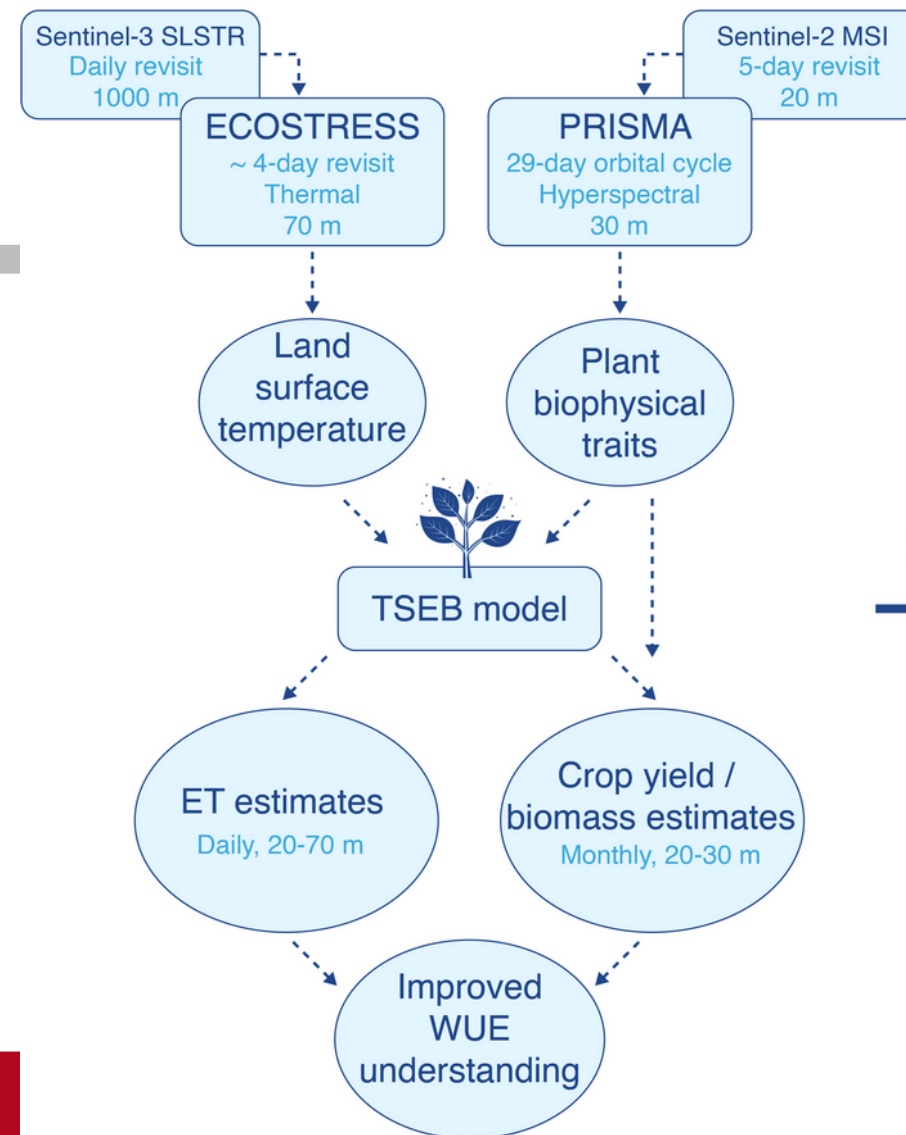 Sentinel-3 SLSTR
Daily revisit
1000 m
Sentinel-2 MSI
5-day revisit
20 m
ECOSTRESS
~ 4-day revisit
Thermal
70 m
PRISMA
29-day orbital cycle
Hyperspectral
30 m
Land
surface
temperature
Plant
biophysical
traits
TSEB model
ET estimates
Daily, 20-70 m
Crop yield /
biomass estimates
Monthly, 20-30 m
Improved
WUE
understanding